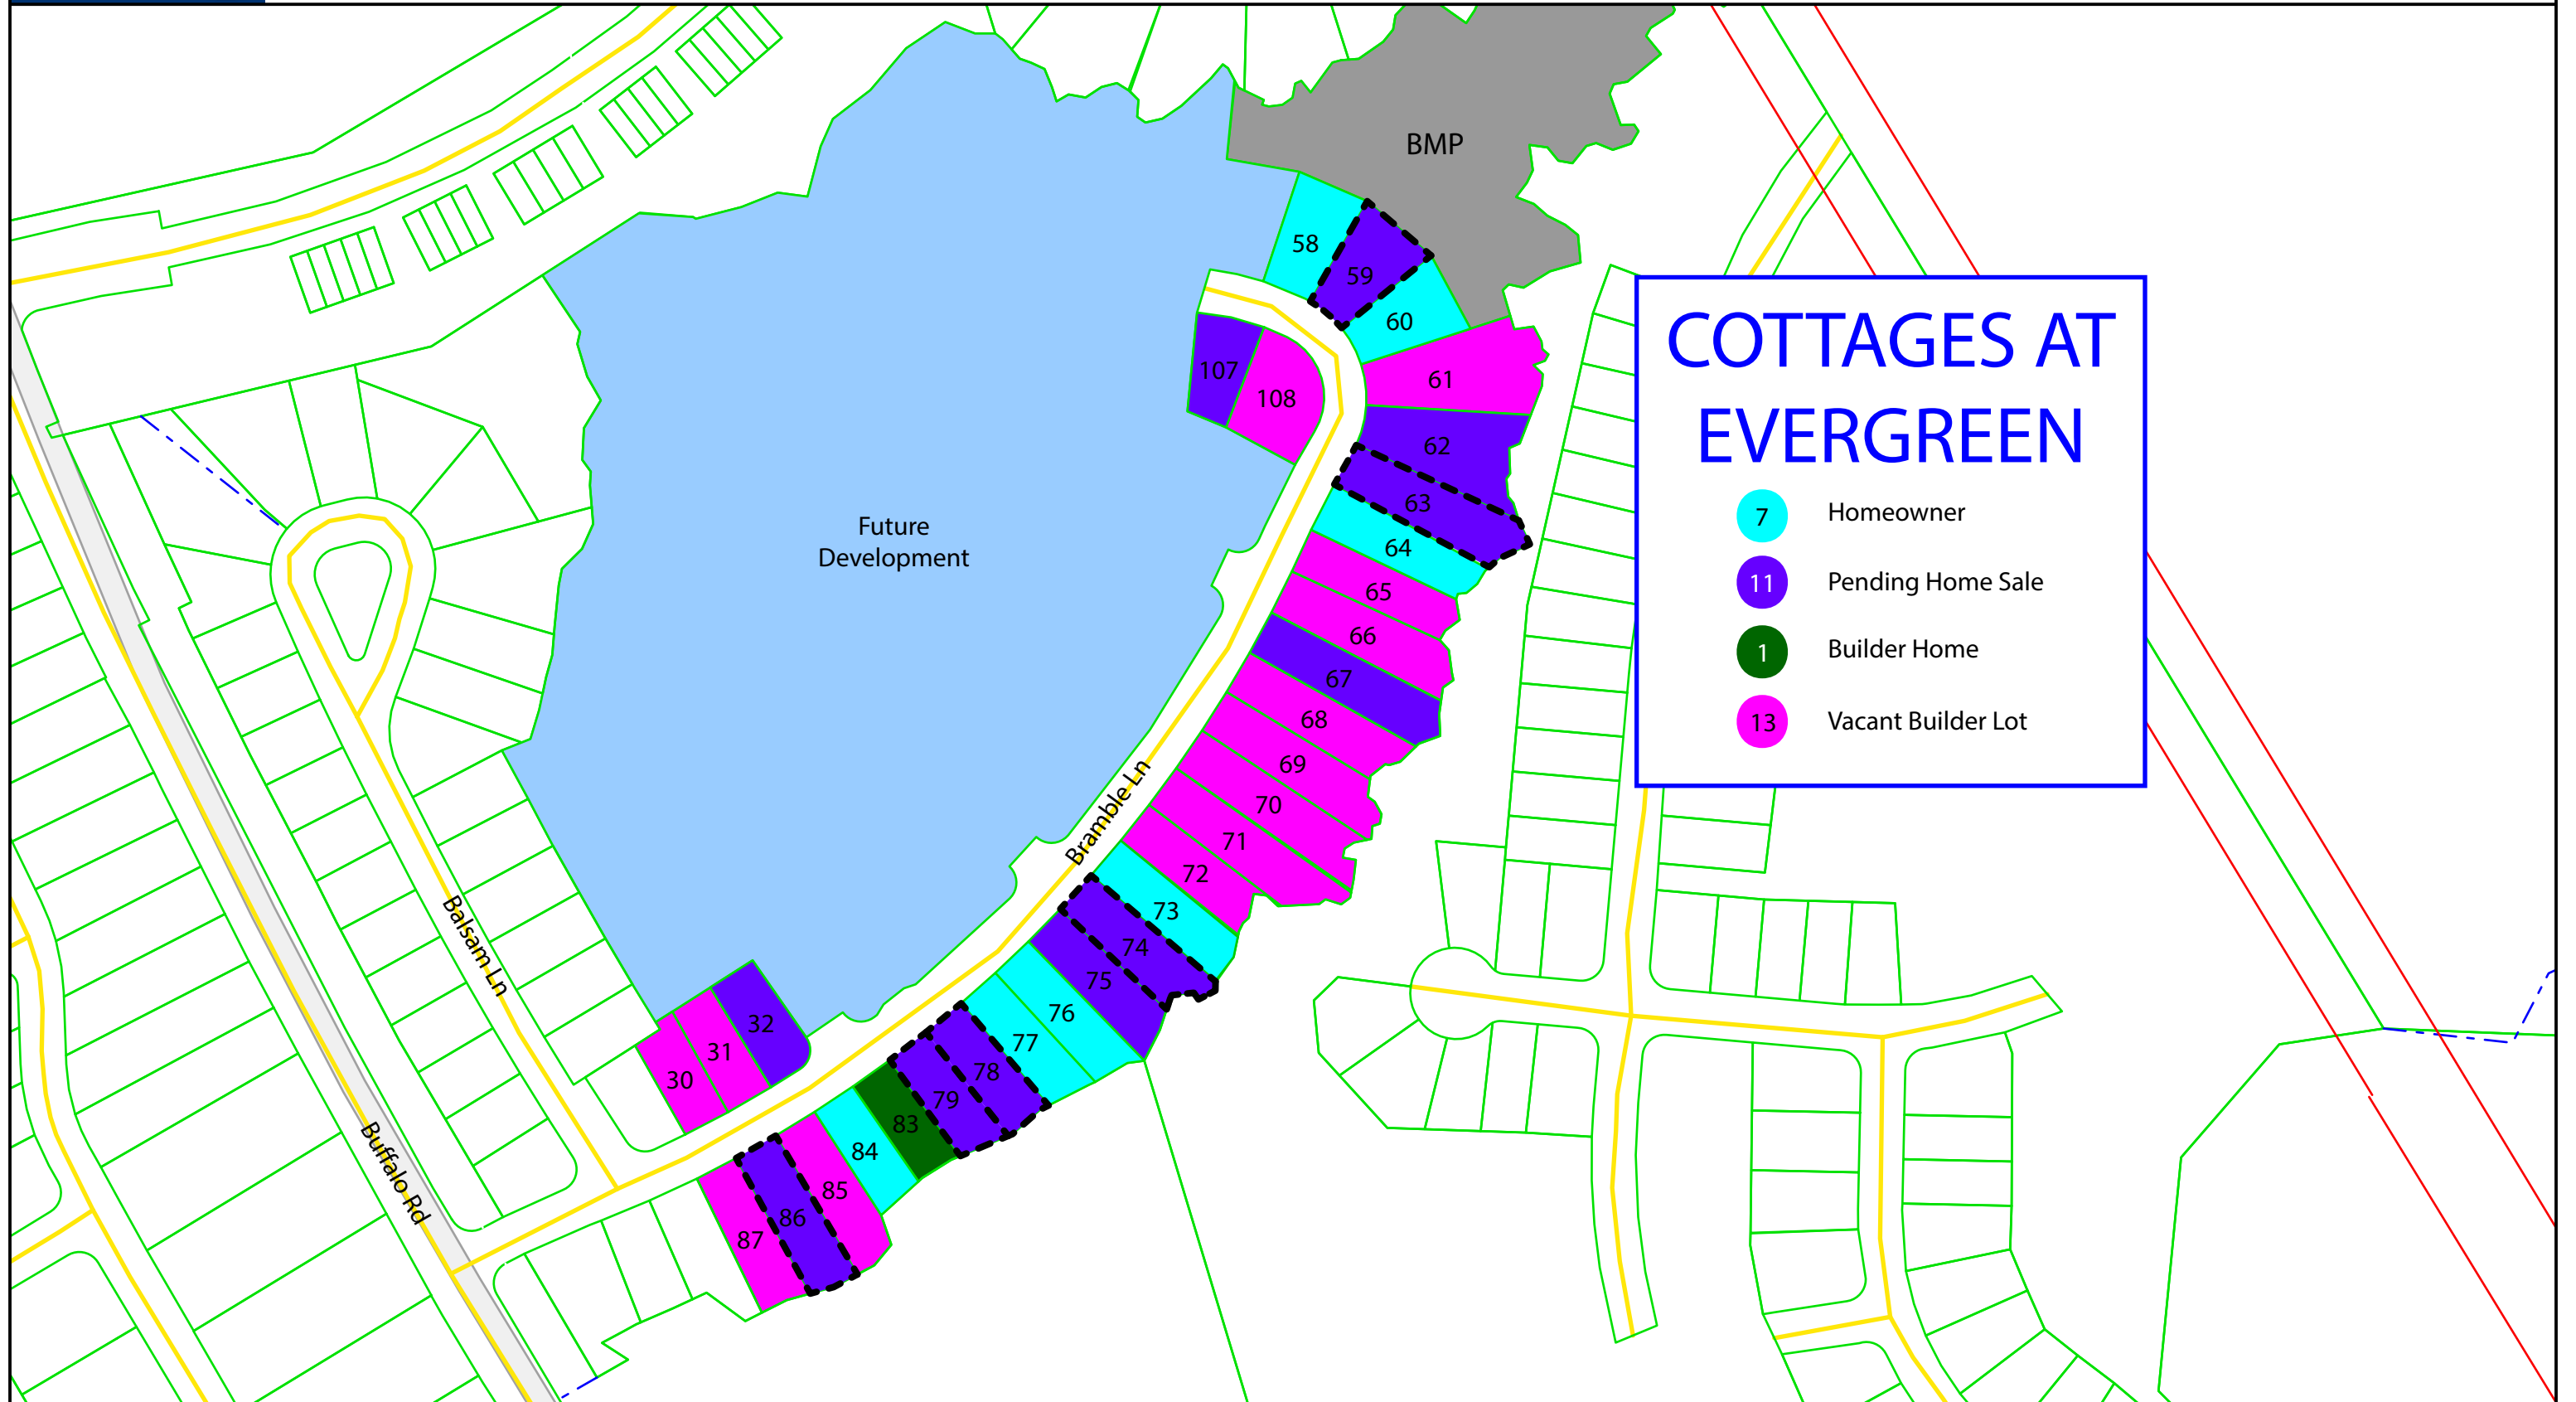 BMP
58
59
60
61
107
108
62
63
64
65
66
67
68
69
70
71
72
73
74
75
76
77
78
79
83
84
85
86
87
32
31
30
Future
Development
Bramble Ln
Balsam Ln
Buffalo Rd
COTTAGES AT
EVERGREEN
7 Homeowner
11 Pending Home Sale
1 Builder Home
13 Vacant Builder Lot